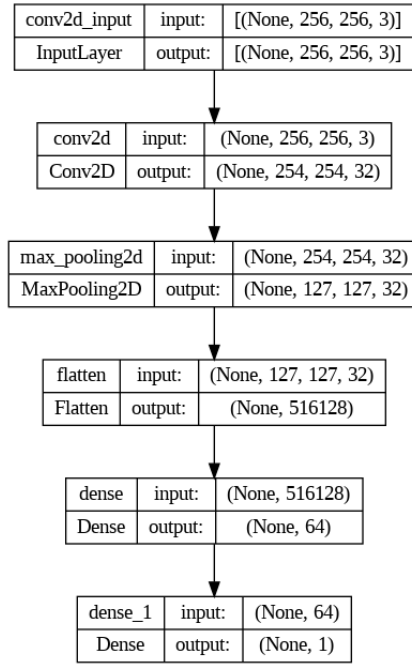 conv2d_input input: [(None, 256, 256, 3)]
InputLayer output: [(None, 256, 256, 3)]
conv2d input: (None, 256, 256, 3)
Conv2D output: (None, 254, 254, 32)
max_pooling2d input: (None, 254, 254, 32)
MaxPooling2D output: (None, 127, 127, 32)
flatten input: (None, 127, 127, 32)
Flatten output: (None, 516128)
dense input: (None, 516128)
Dense output: (None, 64)
dense_1 input: (None, 64)
Dense output: (None, 1)